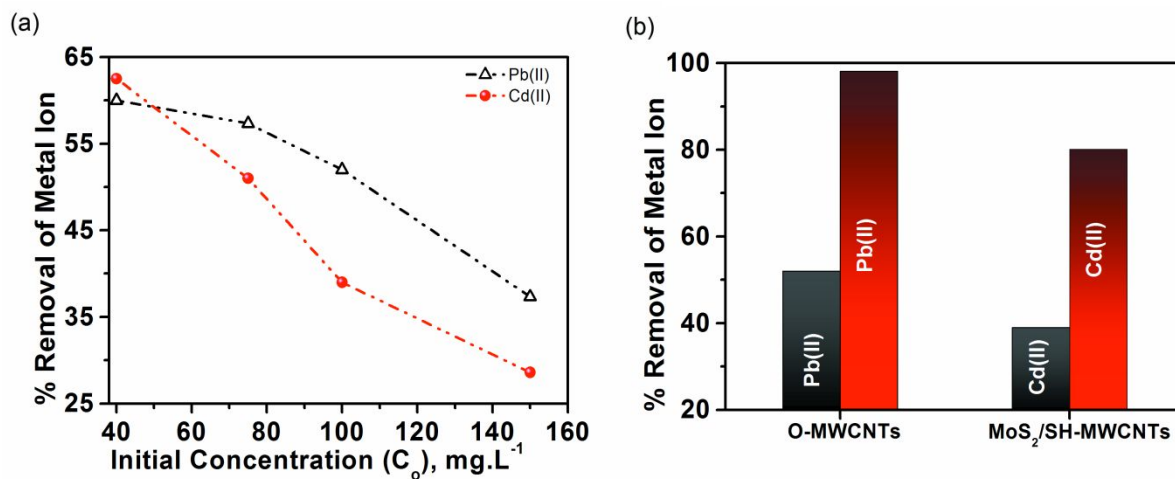 (a)
% Removal of Metal Ion
65
55
45
35
25
Pb(II)
Cd(II)
40 60 80 100 120 140 160
Initial Concentration (Cₒ), mg.L⁻¹
(b)
% Removal of Metal Ion
100
80
60
40
20
Pb(II)
Pb(II)
Cd(II)
Cd(II)
O-MWCNTs
MoS₂/SH-MWCNTs